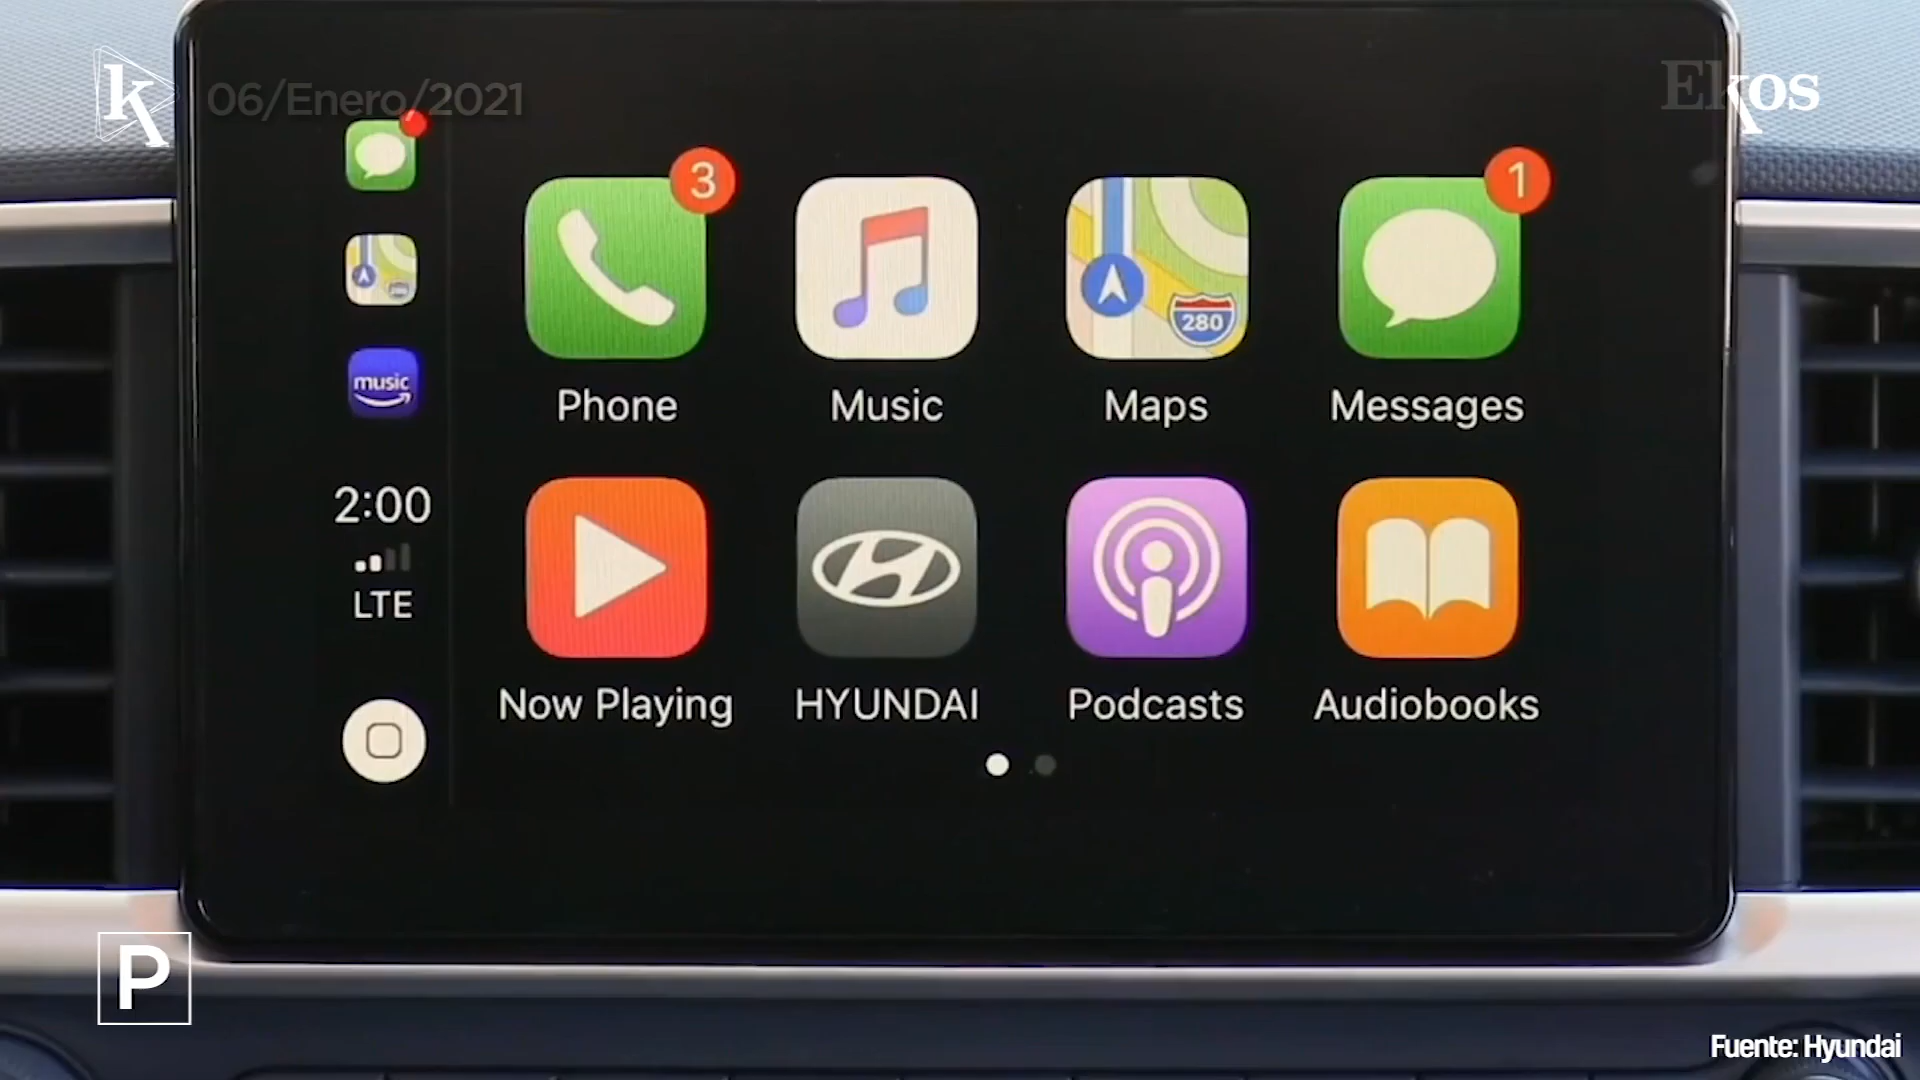 k
06/Enero/2021
Ekos
3
1
280
Phone
Music
Maps
Messages
music
2:00
LTE
Now Playing
HYUNDAI
Podcasts
Audiobooks
P
Fuente: Hyundai